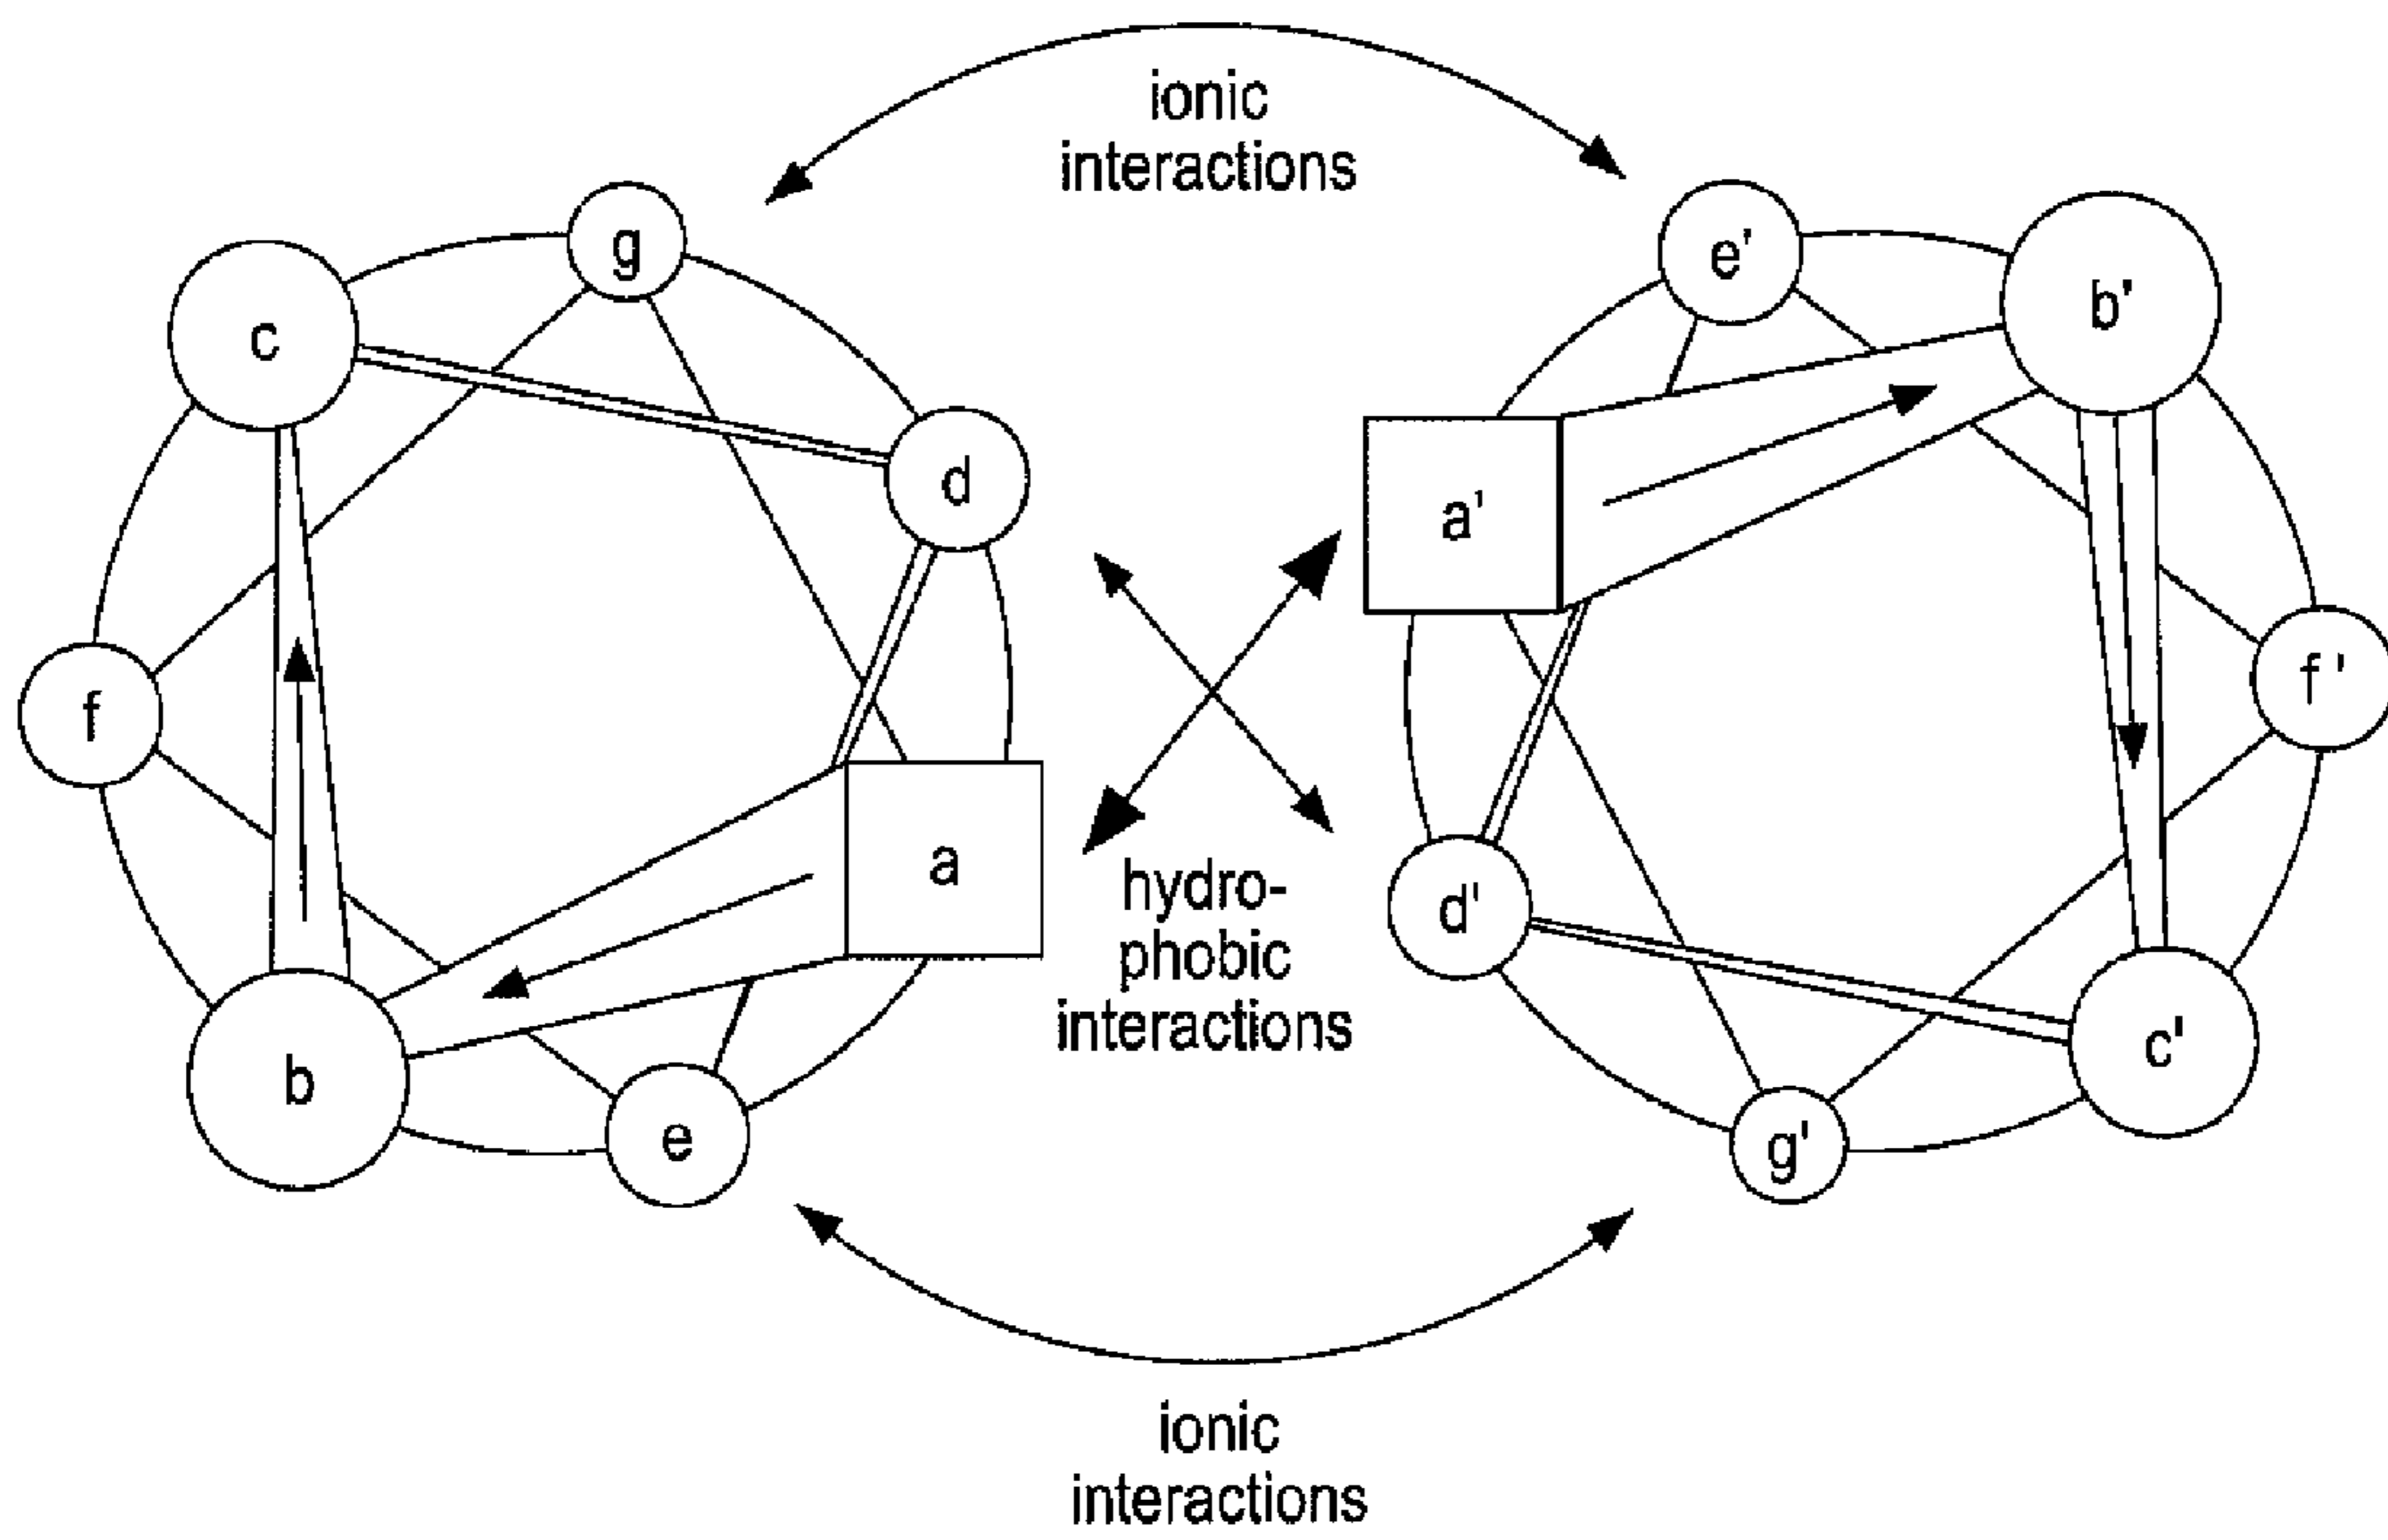 ionic
interactions
g
e'
b'
c
d
a'
f'
f
a
hydro-
phobic
interactions
d'
c'
b
e
g'
ionic
interactions